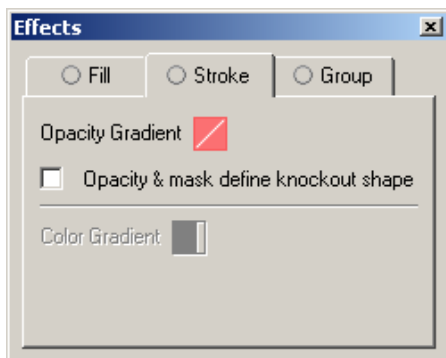 Effects
Fill Stroke Group
Opacity Gradient
Opacity & mask define knockout shape
Color Gradient